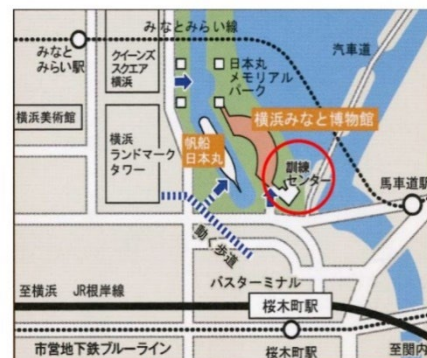 みなとみらい線
みなと
みらい駅
クイーンズ
スクエア
横浜
日本丸
メモリアル
パーク
汽車道
横浜美術館
横浜
ランドマーク
タワー
帆船
日本丸
横浜みなと博物館
訓練
センター
馬車道駅
動く歩道
バスターミナル
至横浜 JR根岸線
桜木町駅
市営地下鉄ブルーライン
桜木町駅
至関内